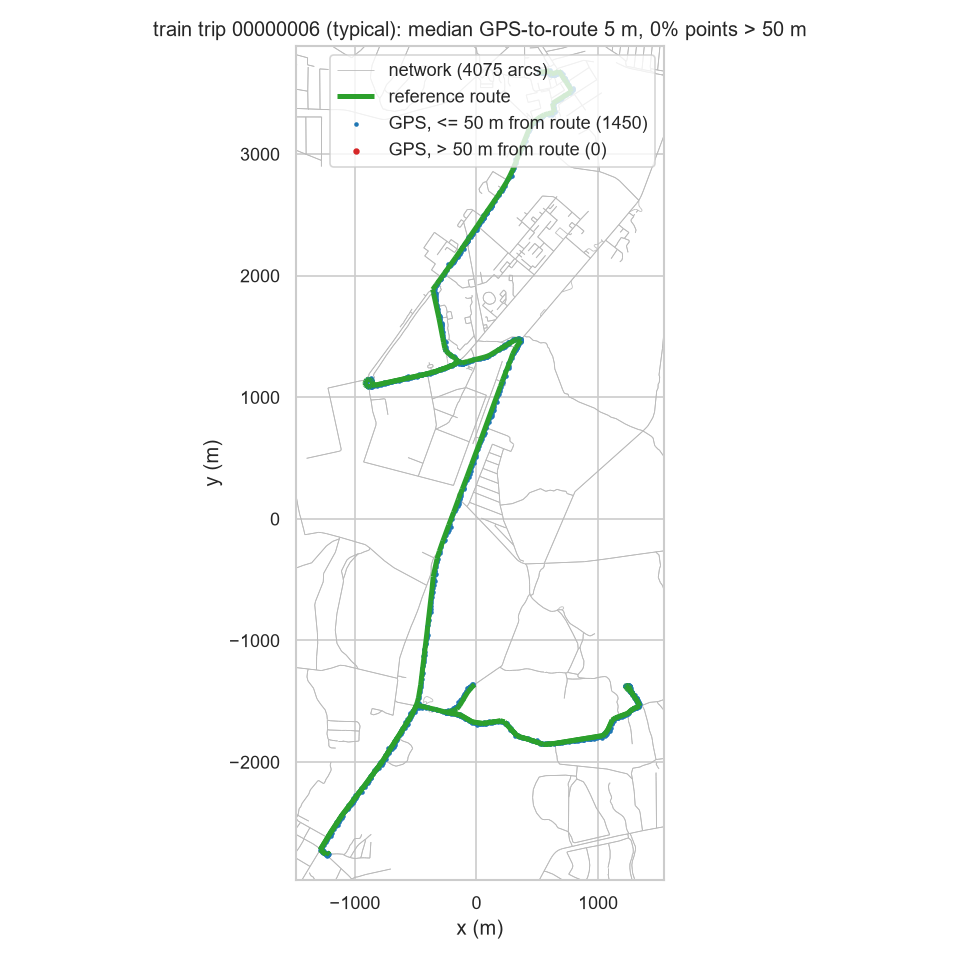 train trip 00000006 (typical): median GPS-to-route 5 m, 0% points > 50 m
network (4075 arcs)
reference route
GPS, <= 50 m from route (1450)
GPS, > 50 m from route (0)
3000
2000
1000
0
−1000
−2000
y (m)
−1000
0
1000
x (m)